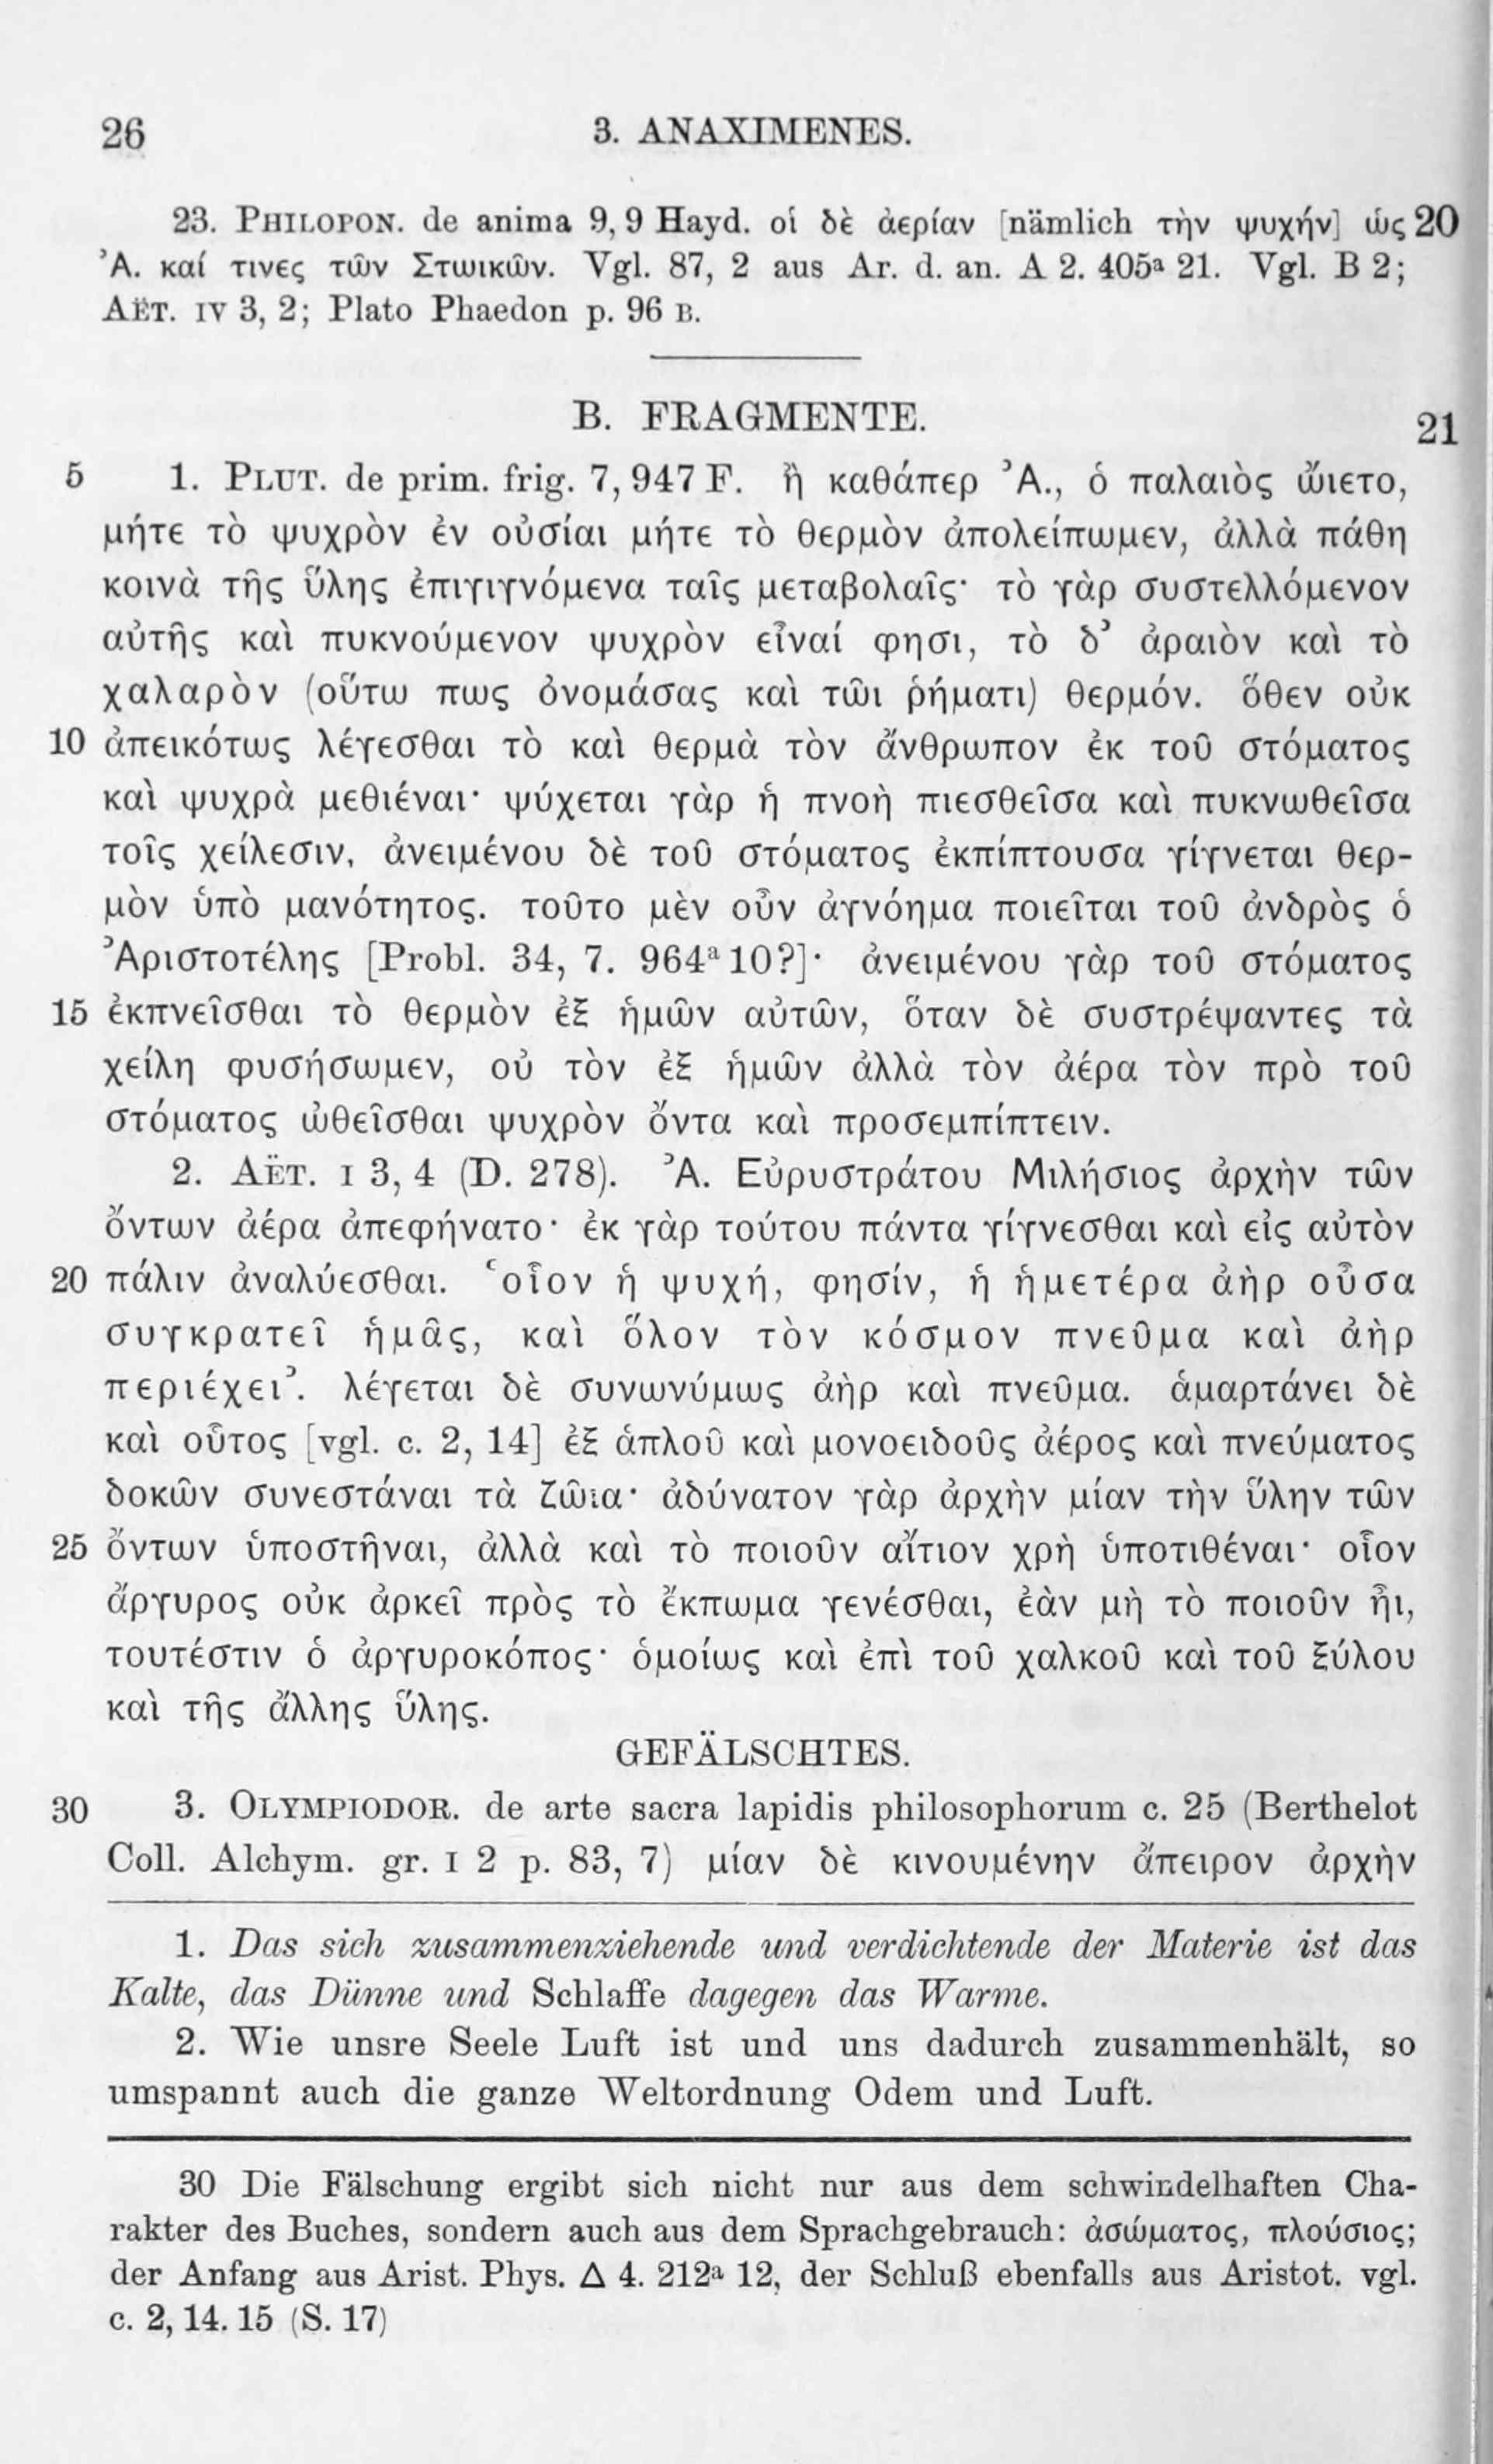 26 3. ANAXIMENES.
23. PHILOPON. de anima 9, 9 Hayd. οἱ δὲ ἀερίαν [nämlich τὴν ψυχήν] ὡς 20
Ἀ. καί τινες τῶν Στωικῶν. Vgl. 87, 2 aus Ar. d. an. A 2. 405ᵃ 21. Vgl. B 2;
AËT. IV 3, 2; Plato Phaedon p. 96 B.
B. FRAGMENTE. 21
5 1. PLUT. de prim. frig. 7, 947 F. ἢ καθάπερ Ἀ., ὁ παλαιὸς ὤιετο,
μήτε τὸ ψυχρὸν ἐν οὐσίαι μήτε τὸ θερμὸν ἀπολείπωμεν, ἀλλὰ πάθη
κοινὰ τῆς ὕλης ἐπιγιγνόμενα ταῖς μεταβολαῖς· τὸ γὰρ συστελλόμενον
αὐτῆς καὶ πυκνούμενον ψυχρὸν εἶναί φησι, τὸ δ’ ἀραιὸν καὶ τὸ
χαλαρὸν (οὕτω πως ὀνομάσας καὶ τῶι ῥήματι) θερμόν. ὅθεν οὐκ
10 ἀπεικότως λέγεσθαι τὸ καὶ θερμὰ τὸν ἄνθρωπον ἐκ τοῦ στόματος
καὶ ψυχρὰ μεθιέναι· ψύχεται γὰρ ἡ πνοὴ πιεσθεῖσα καὶ πυκνωθεῖσα
τοῖς χείλεσιν, ἀνειμένου δὲ τοῦ στόματος ἐκπίπτουσα γίγνεται θερ-
μὸν ὑπὸ μανότητος. τοῦτο μὲν οὖν ἀγνόημα ποιεῖται τοῦ ἀνδρὸς ὁ
Ἀριστοτέλης [Probl. 34, 7. 964ᵃ 10?]· ἀνειμένου γὰρ τοῦ στόματος
15 ἐκπνεῖσθαι τὸ θερμὸν ἐξ ἡμῶν αὐτῶν, ὅταν δὲ συστρέψαντες τὰ
χείλη φυσήσωμεν, οὐ τὸν ἐξ ἡμῶν ἀλλὰ τὸν ἀέρα τὸν πρὸ τοῦ
στόματος ὠθεῖσθαι ψυχρὸν ὄντα καὶ προσεμπίπτειν.
2. AËT. I 3, 4 (D. 278). Ἀ. Εὐρυστράτου Μιλήσιος ἀρχὴν τῶν
ὄντων ἀέρα ἀπεφήνατο· ἐκ γὰρ τούτου πάντα γίγνεσθαι καὶ εἰς αὐτὸν
20 πάλιν ἀναλύεσθαι. ‘οἷον ἡ ψυχή, φησίν, ἡ ἡμετέρα ἀὴρ οὖσα
συγκρατεῖ ἡμᾶς, καὶ ὅλον τὸν κόσμον πνεῦμα καὶ ἀὴρ
περιέχει’. λέγεται δὲ συνωνύμως ἀὴρ καὶ πνεῦμα. ἁμαρτάνει δὲ
καὶ οὗτος [vgl. c. 2, 14] ἐξ ἁπλοῦ καὶ μονοειδοῦς ἀέρος καὶ πνεύματος
δοκῶν συνεστάναι τὰ ζῶια· ἀδύνατον γὰρ ἀρχὴν μίαν τὴν ὕλην τῶν
25 ὄντων ὑποστῆναι, ἀλλὰ καὶ τὸ ποιοῦν αἴτιον χρὴ ὑποτιθέναι· οἷον
ἄργυρος οὐκ ἀρκεῖ πρὸς τὸ ἔκπωμα γενέσθαι, ἐὰν μὴ τὸ ποιοῦν ἦι,
τουτέστιν ὁ ἀργυροκόπος· ὁμοίως καὶ ἐπὶ τοῦ χαλκοῦ καὶ τοῦ ξύλου
καὶ τῆς ἄλλης ὕλης.
GEFÄLSCHTES.
30 3. OLYMPIODOR. de arte sacra lapidis philosophorum c. 25 (Berthelot
Coll. Alchym. gr. I 2 p. 83, 7) μίαν δὲ κινουμένην ἄπειρον ἀρχὴν
1. Das sich zusammenziehende und verdichtende der Materie ist das
Kalte, das Dünne und Schlaffe dagegen das Warme.
2. Wie unsre Seele Luft ist und uns dadurch zusammenhält, so
umspannt auch die ganze Weltordnung Odem und Luft.
30 Die Fälschung ergibt sich nicht nur aus dem schwindelhaften Cha-
rakter des Buches, sondern auch aus dem Sprachgebrauch: ἀσώματος, πλούσιος;
der Anfang aus Arist. Phys. Δ 4. 212ᵃ 12, der Schluß ebenfalls aus Aristot. vgl.
c. 2, 14. 15 (S. 17)